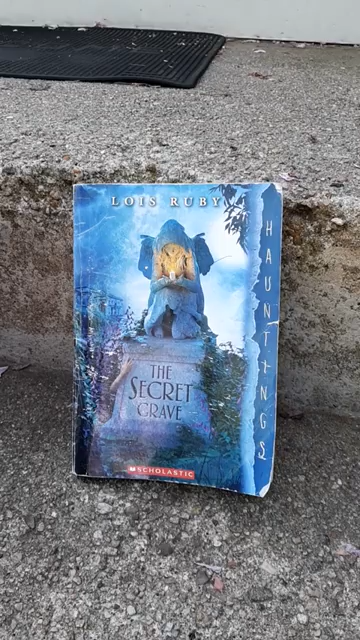 LOIS RUBY
HAUNTINGS
THE
SECRET
GRAVE
SCHOLASTIC